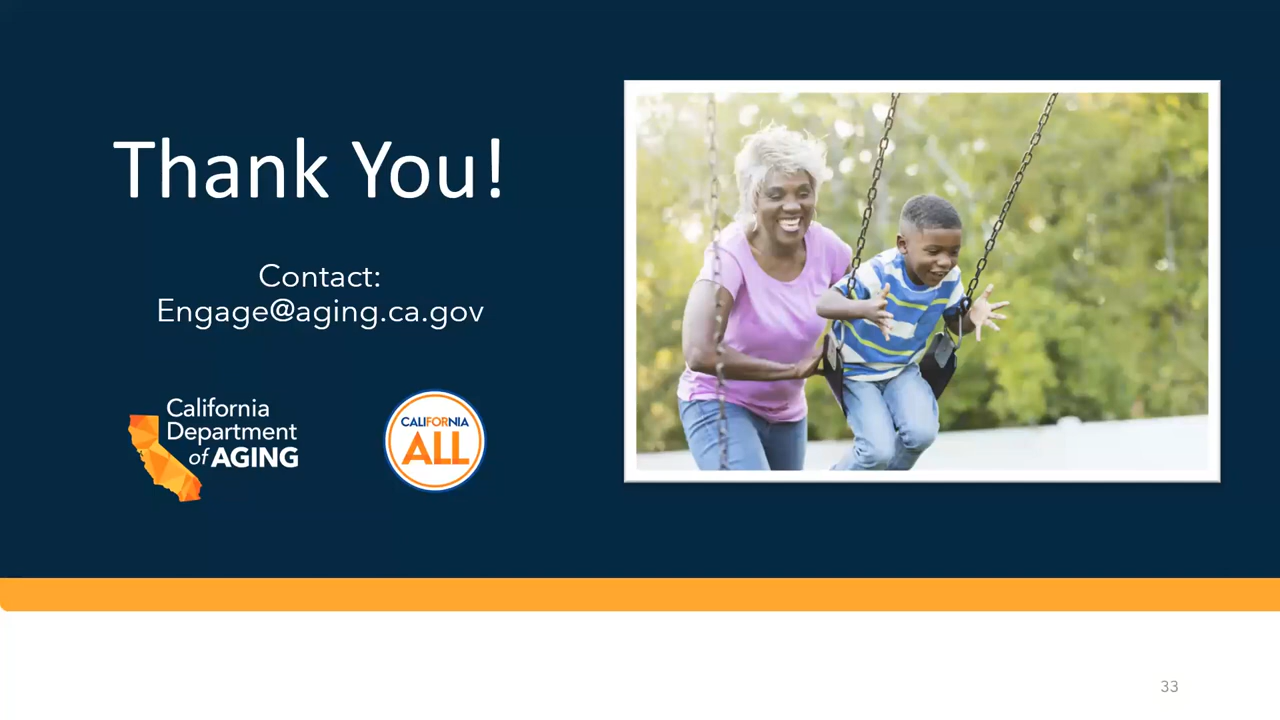 Thank You!
Contact:
Engage@aging.ca.gov
California
Department
of AGING
CALIFORNIA
ALL
33